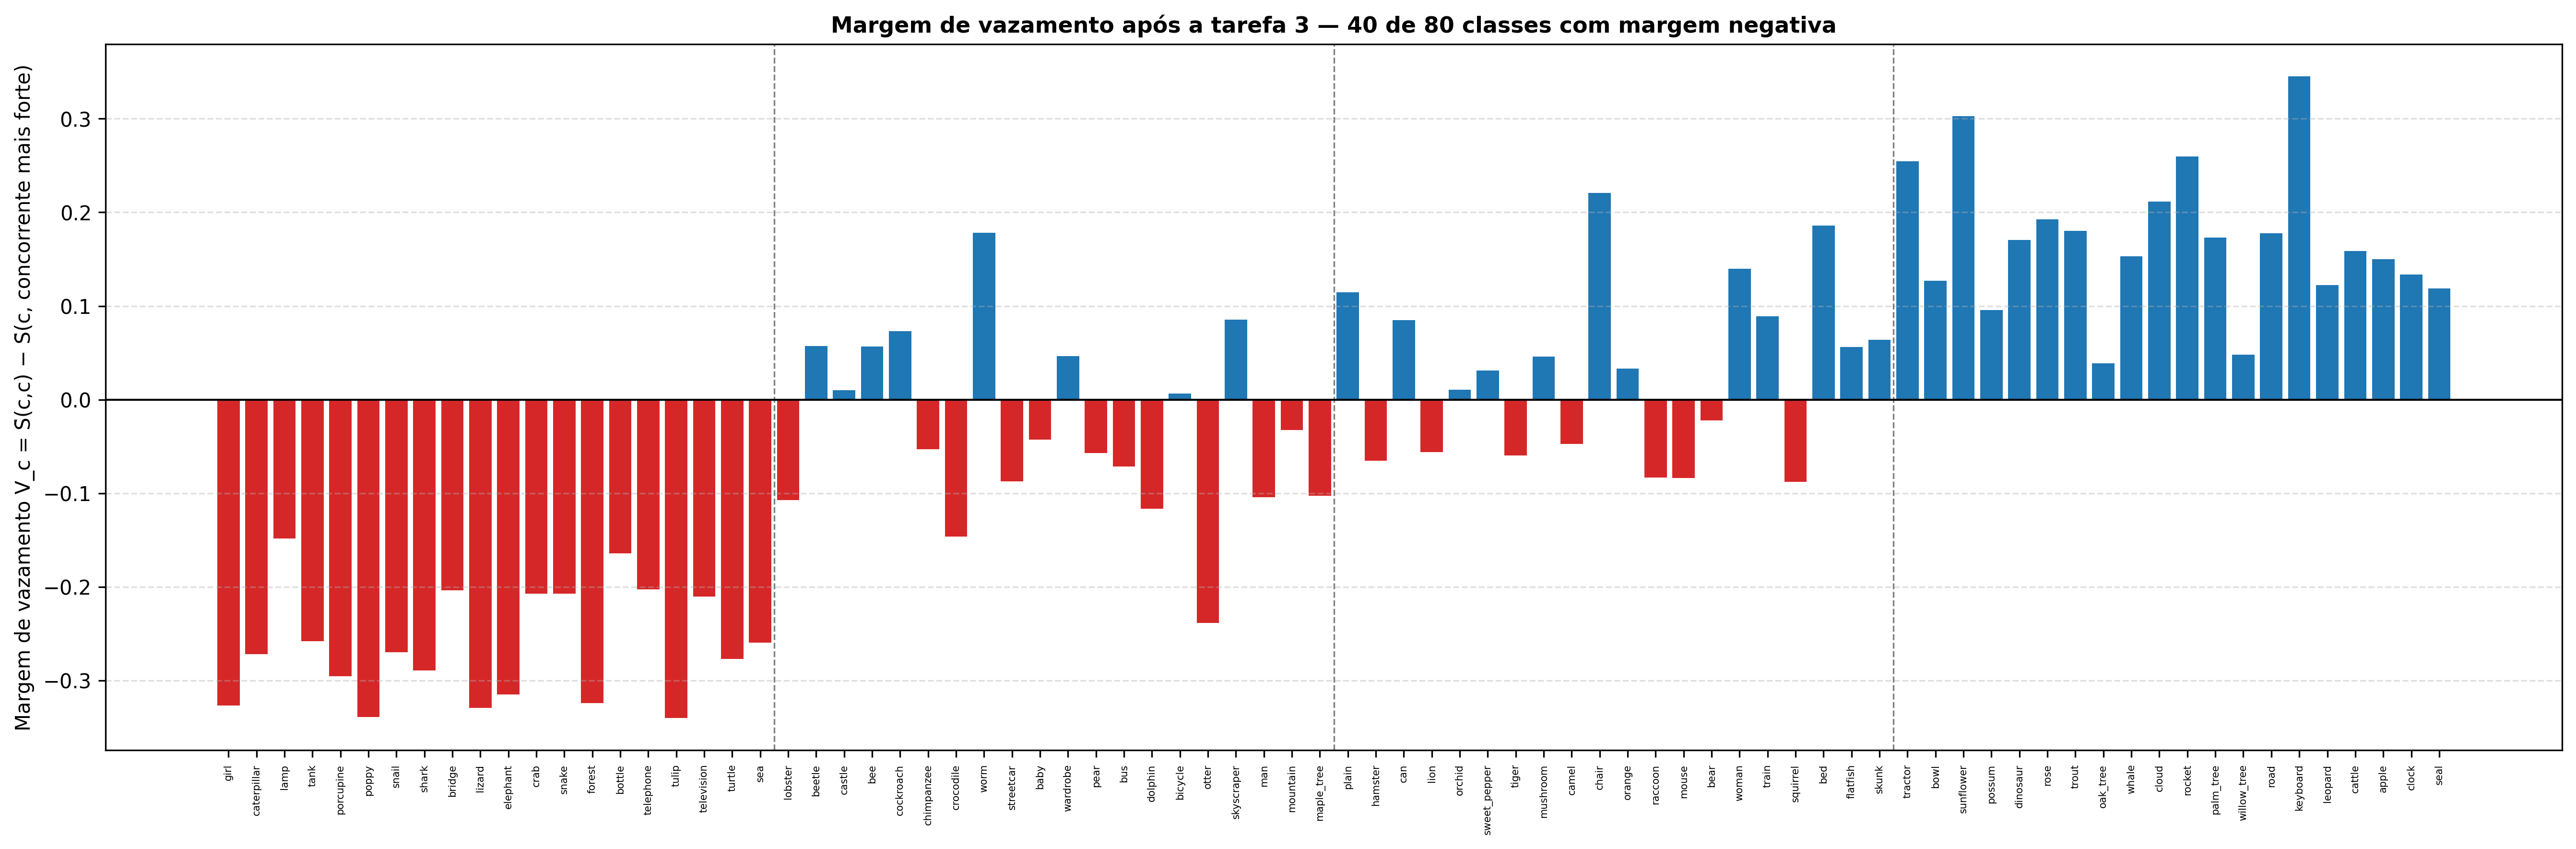 Margem de vazamento após a tarefa 3 — 40 de 80 classes com margem negativa
Margem de vazamento V_c = S(c,c) − S(c, concorrente mais forte)
0.3
0.2
0.1
0.0
−0.1
−0.2
−0.3
girl
caterpillar
lamp
tank
porcupine
poppy
snail
shark
bridge
lizard
elephant
crab
snake
forest
bottle
telephone
tulip
television
turtle
sea
lobster
beetle
castle
bee
cockroach
chimpanzee
crocodile
worm
streetcar
baby
wardrobe
pear
bus
dolphin
bicycle
otter
skyscraper
man
mountain
maple_tree
plain
hamster
can
lion
orchid
sweet_pepper
tiger
mushroom
camel
chair
orange
raccoon
mouse
bear
woman
train
squirrel
bed
flatfish
skunk
tractor
bowl
sunflower
possum
dinosaur
rose
trout
oak_tree
whale
cloud
rocket
palm_tree
willow_tree
road
keyboard
leopard
cattle
apple
clock
seal